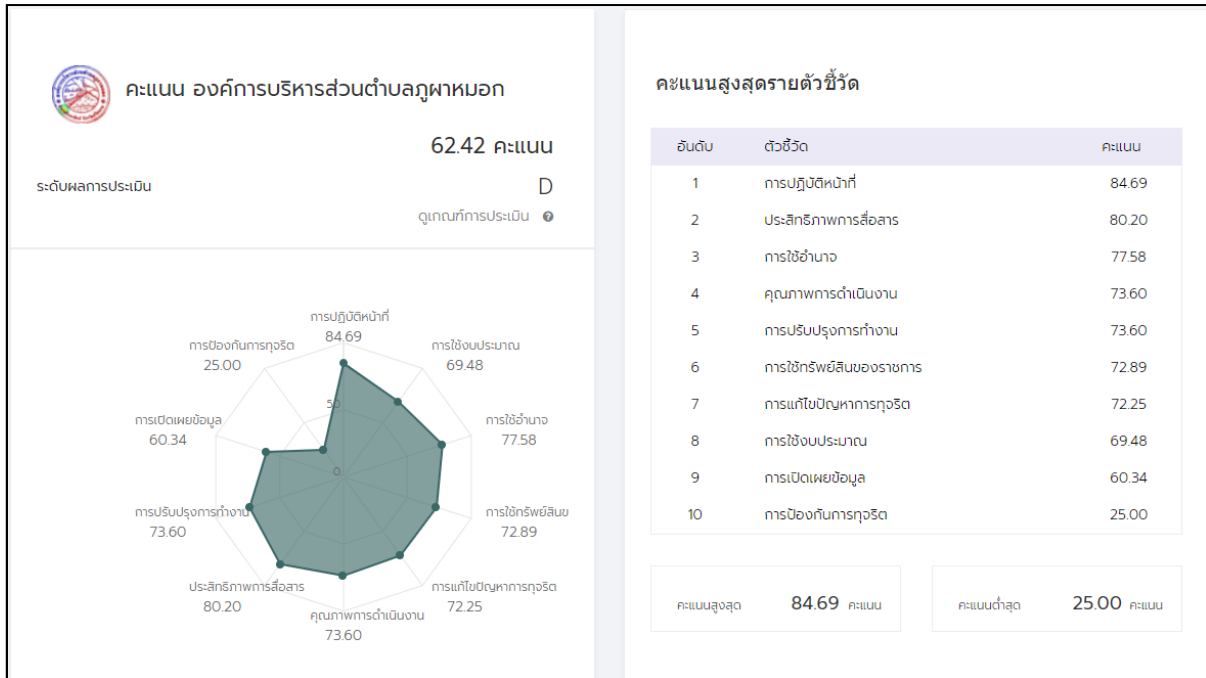 คะแนน องค์การบริหารส่วนตำบลภูผาหมอก
62.42 คะแนน
ระดับผลการประเมิน D
ดูเกณฑ์การประเมิน
การปฏิบัติหน้าที่
84.69
การป้องกันการทุจริต
25.00
การใช้งบประมาณ
69.48
50
การเปิดเผยข้อมูล
60.34
การใช้อำนาจ
77.58
0
การปรับปรุงการทำงาน
73.60
การใช้ทรัพย์สินข
72.89
ประสิทธิภาพการสื่อสาร
80.20
การแก้ไขปัญหาการทุจริต
72.25
คุณภาพการดำเนินงาน
73.60
คะแนนสูงสุดรายตัวชี้วัด
อันดับ ตัวชี้วัด คะแนน
1 การปฏิบัติหน้าที่ 84.69
2 ประสิทธิภาพการสื่อสาร 80.20
3 การใช้อำนาจ 77.58
4 คุณภาพการดำเนินงาน 73.60
5 การปรับปรุงการทำงาน 73.60
6 การใช้ทรัพย์สินของราชการ 72.89
7 การแก้ไขปัญหาการทุจริต 72.25
8 การใช้งบประมาณ 69.48
9 การเปิดเผยข้อมูล 60.34
10 การป้องกันการทุจริต 25.00
คะแนนสูงสุด 84.69 คะแนน
คะแนนต่ำสุด 25.00 คะแนน